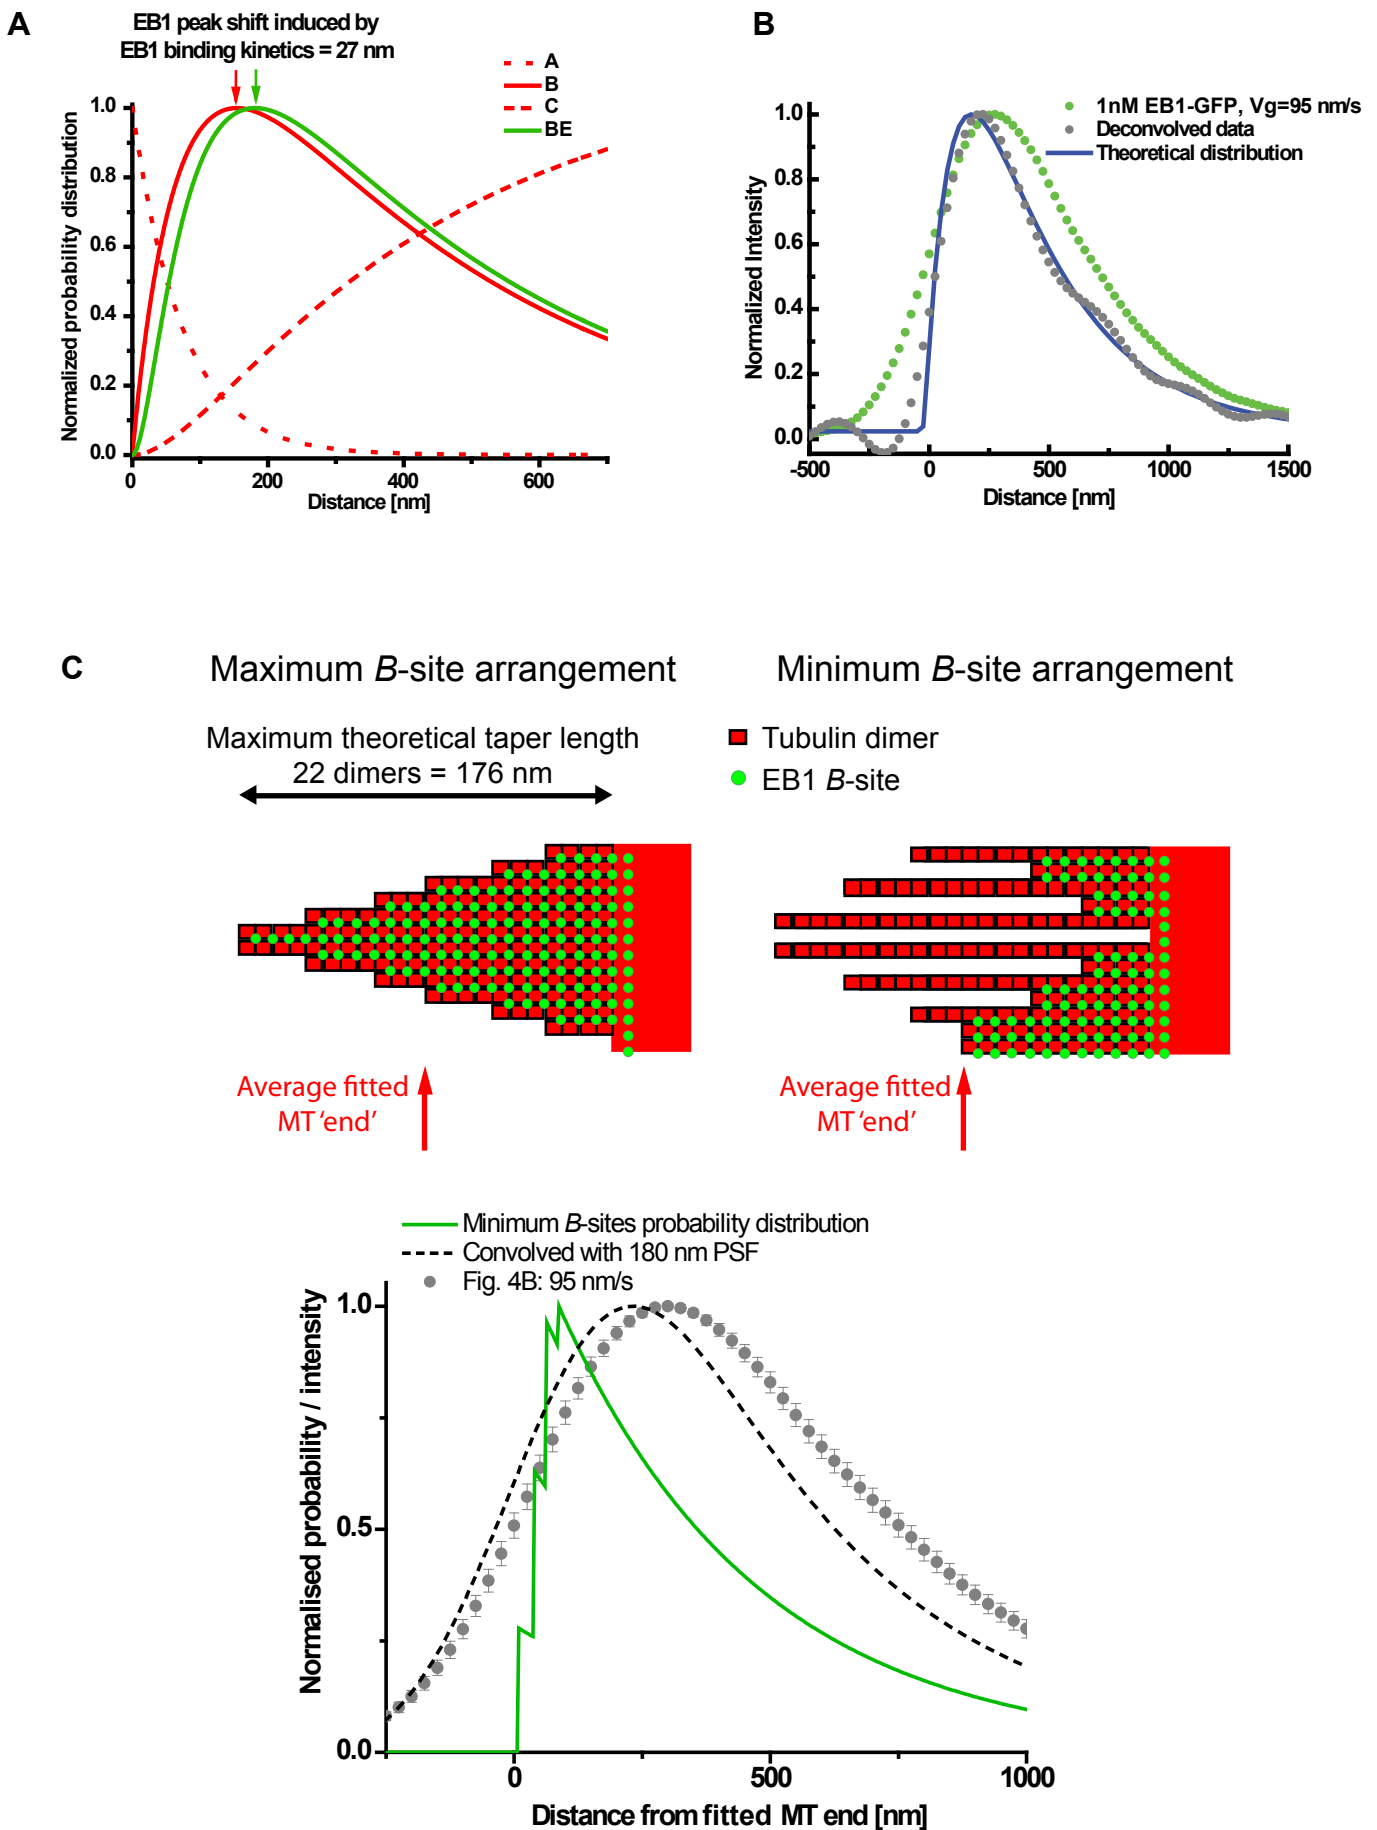 A
EB1 peak shift induced by
EB1 binding kinetics = 27 nm
A
B
C
BE
1.0
0.8
0.6
0.4
0.2
0.0
Normalized probability distribution
0
200
400
600
Distance [nm]
B
1nM EB1-GFP, Vg=95 nm/s
Deconvolved data
Theoretical distribution
1.0
0.8
0.6
0.4
0.2
0.0
Normalized Intensity
-500
0
500
1000
1500
Distance [nm]
C
Maximum B-site arrangement
Minimum B-site arrangement
Maximum theoretical taper length
22 dimers = 176 nm
Tubulin dimer
EB1 B-site
Average fitted
MT ‘end’
Average fitted
MT ‘end’
Minimum B-sites probability distribution
Convolved with 180 nm PSF
Fig. 4B: 95 nm/s
1.0
0.5
0.0
Normalised probability / intensity
0
500
1000
Distance from fitted MT end [nm]